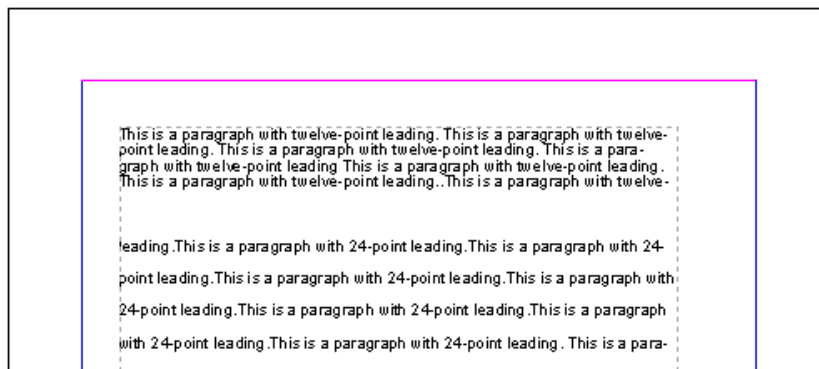 This is a paragraph with twelve-point leading. This is a paragraph with twelve-
point leading. This is a paragraph with twelve-point leading. This is a para-
graph with twelve-point leading This is a paragraph with twelve-point leading.
This is a paragraph with twelve-point leading..This is a paragraph with twelve-
leading.This is a paragraph with 24-point leading.This is a paragraph with 24-
point leading.This is a paragraph with 24-point leading.This is a paragraph with
24-point leading.This is a paragraph with 24-point leading.This is a paragraph
with 24-point leading.This is a paragraph with 24-point leading. This is a para-